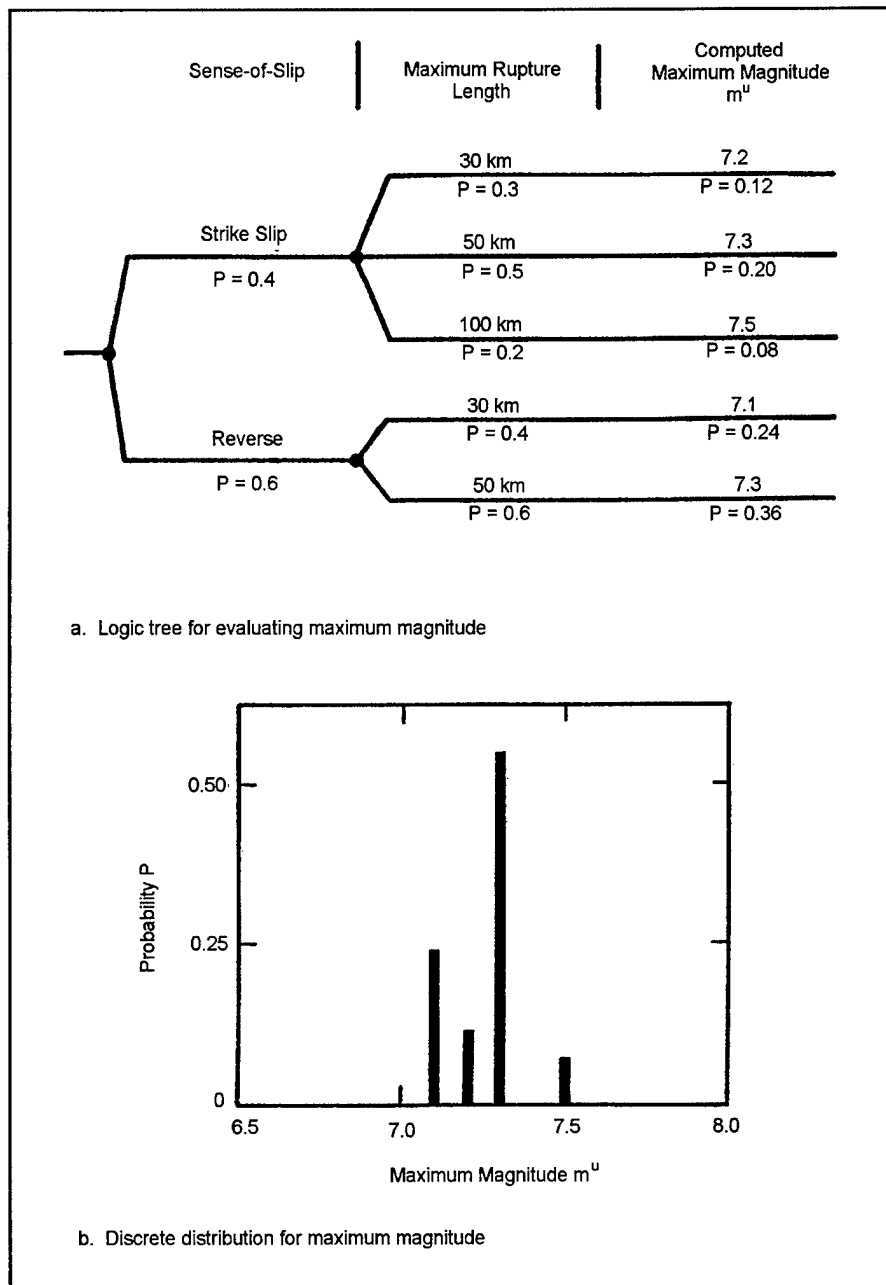 Sense-of-Slip
Maximum Rupture
Length
Computed
Maximum Magnitude
m^u
30 km
P = 0.3
7.2
P = 0.12
Strike Slip
P = 0.4
50 km
P = 0.5
7.3
P = 0.20
100 km
P = 0.2
7.5
P = 0.08
Reverse
P = 0.6
30 km
P = 0.4
7.1
P = 0.24
50 km
P = 0.6
7.3
P = 0.36
a. Logic tree for evaluating maximum magnitude
Probability P
0.50
0.25
0
6.5
7.0
7.5
8.0
Maximum Magnitude m^u
b. Discrete distribution for maximum magnitude